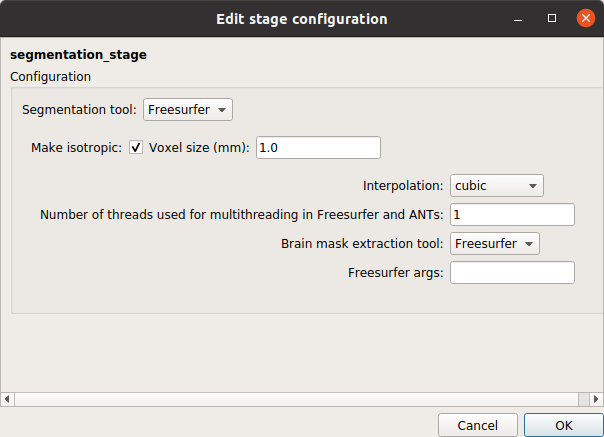 Edit stage configuration
segmentation_stage
Configuration
Segmentation tool: Freesurfer
Make isotropic: Voxel size (mm): 1.0
Interpolation: cubic
Number of threads used for multithreading in Freesurfer and ANTs: 1
Brain mask extraction tool: Freesurfer
Freesurfer args:
Cancel OK